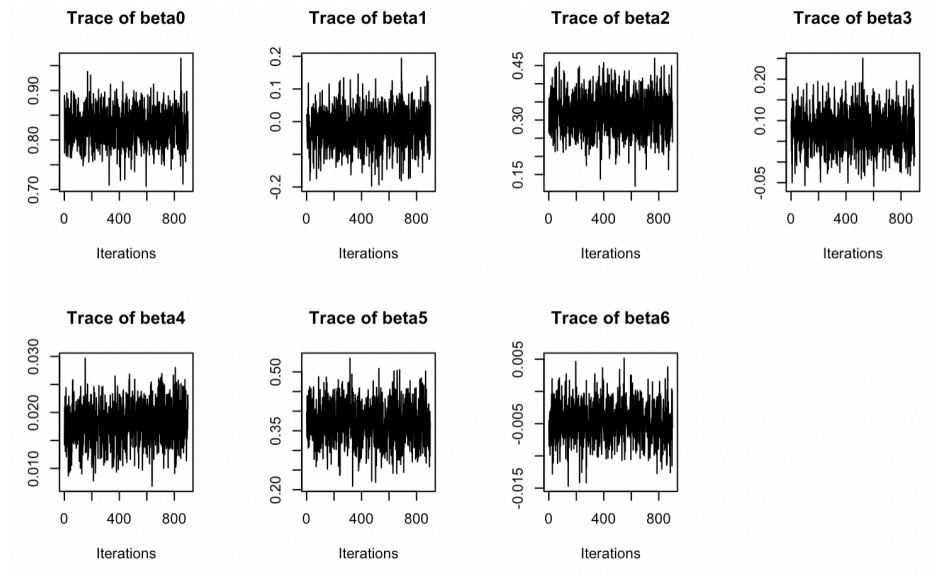 Trace of beta0
0.70 0.80 0.90
0 400 800
Iterations
Trace of beta1
-0.2 0.0 0.1 0.2
0 400 800
Iterations
Trace of beta2
0.15 0.30 0.45
0 400 800
Iterations
Trace of beta3
-0.05 0.10 0.20
0 400 800
Iterations
Trace of beta4
0.010 0.020 0.030
0 400 800
Iterations
Trace of beta5
0.20 0.35 0.50
0 400 800
Iterations
Trace of beta6
-0.015 -0.005 0.005
0 400 800
Iterations